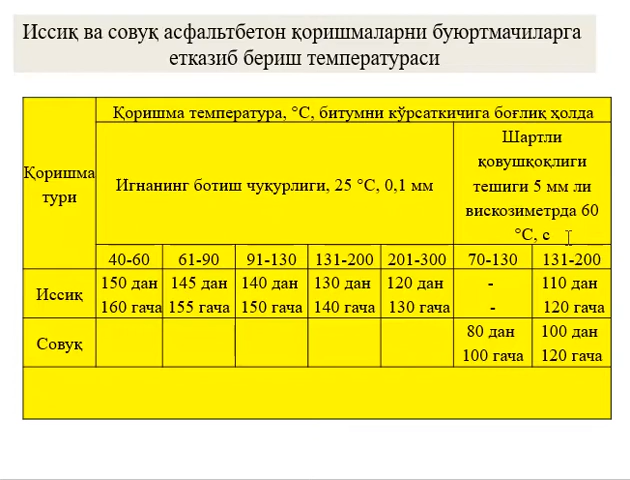 Иссиқ ва совуқ асфальтбетон қоришмаларни буюртмачиларга
етказиб бериш температураси
Қоришма тури
Қоришма температура, °С, битумни кўрсаткичига боғлиқ ҳолда
Игнанинг ботиш чуқурлиги, 25 °С, 0,1 мм
Шартли
қовушқоқлиги
тешиги 5 мм ли
вискозиметрда 60
°С, с
40-60 61-90 91-130 131-200 201-300 70-130 131-200
Иссиқ
150 дан 145 дан 140 дан 130 дан 120 дан - 110 дан
160 гача 155 гача 150 гача 140 гача 130 гача - 120 гача
Совуқ
80 дан 100 дан
100 гача 120 гача